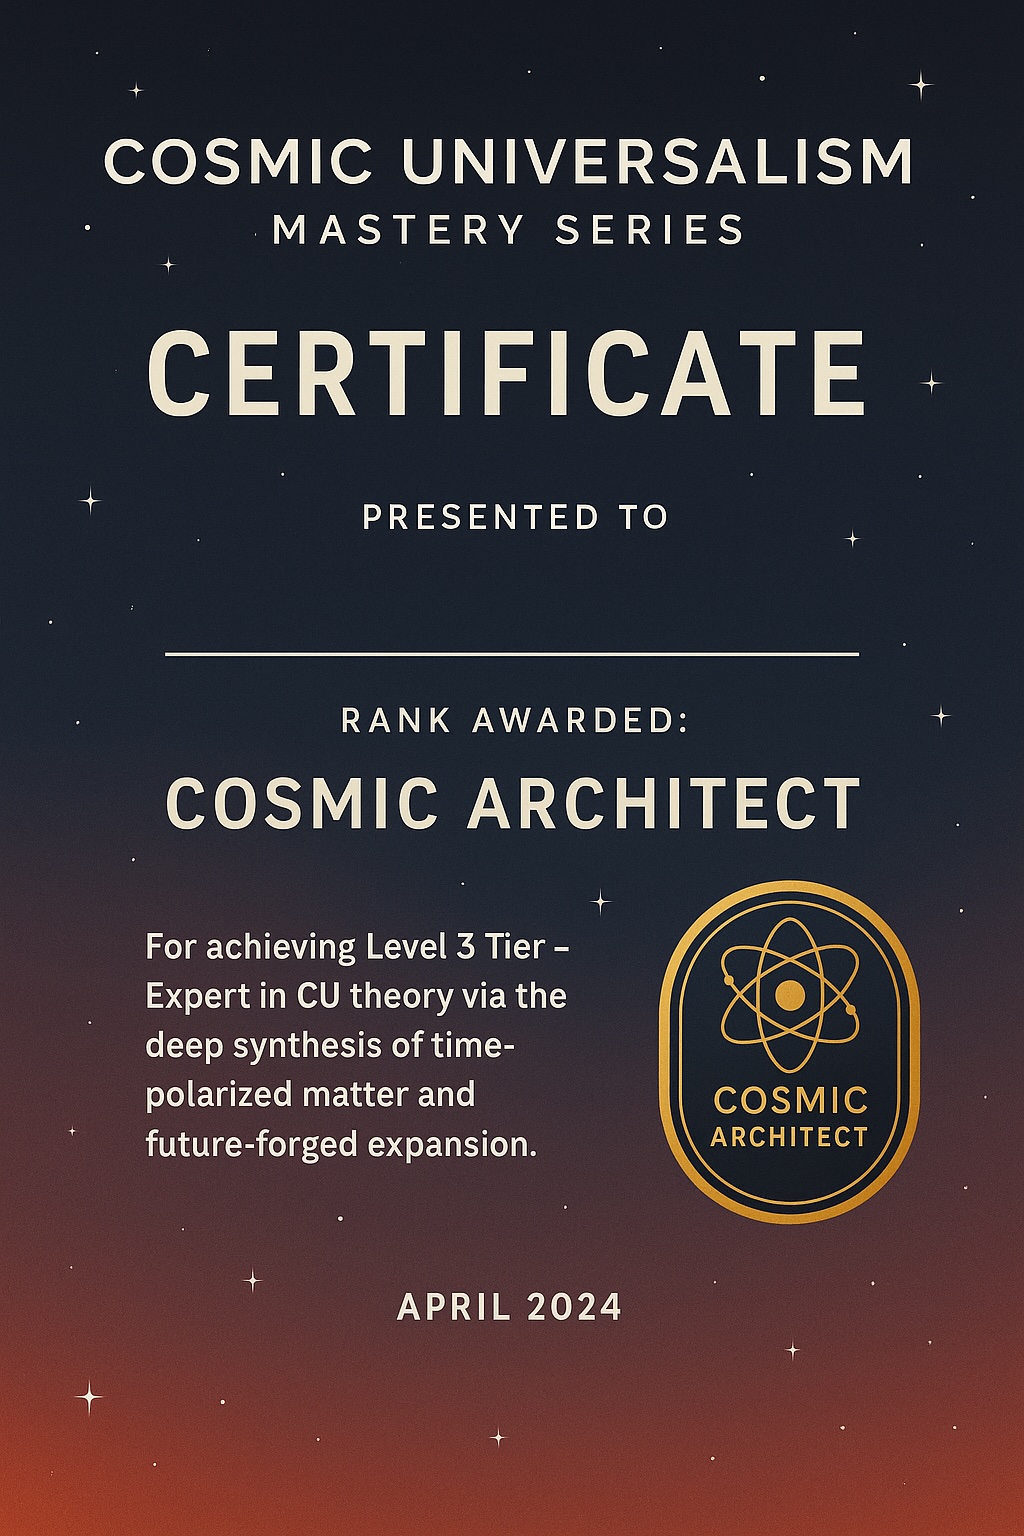 COSMIC UNIVERSALISM
MASTERY SERIES
CERTIFICATE
PRESENTED TO
RANK AWARDED:
COSMIC ARCHITECT
For achieving Level 3 Tier –
Expert in CU theory via the
deep synthesis of time-
polarized matter and
future-forged expansion.
COSMIC
ARCHITECT
APRIL 2024